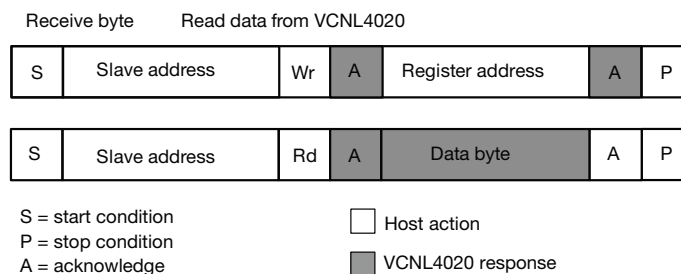 Receive byte Read data from VCNL4020
S Slave address Wr A Register address A P
S Slave address Rd A Data byte A P
S = start condition
P = stop condition
A = acknowledge
Host action
VCNL4020 response